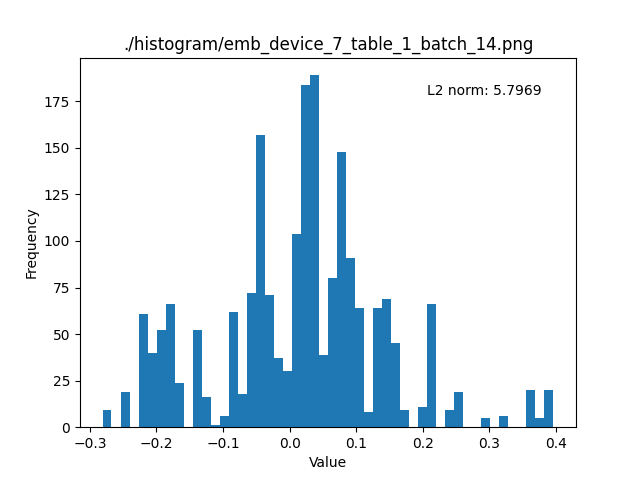 ./histogram/emb_device_7_table_1_batch_14.png
L2 norm: 5.7969
175
150
125
100
75
50
25
0
Frequency
−0.3 −0.2 −0.1 0.0 0.1 0.2 0.3 0.4
Value